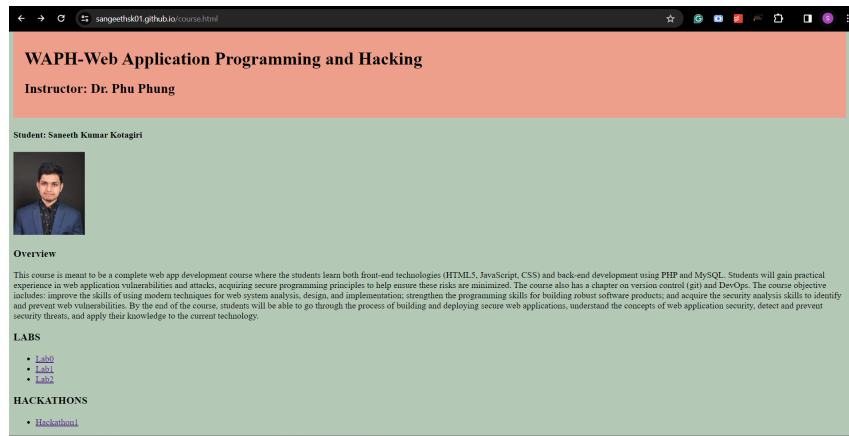 sangeethsk01.github.io/course.html
S
WAPH-Web Application Programming and Hacking
Instructor: Dr. Phu Phung
Student: Saneeth Kumar Kotagiri
Overview
This course is meant to be a complete web app development course where the students learn both front-end technologies (HTML5, JavaScript, CSS) and back-end development using PHP and MySQL. Students will gain practical
experience in web application vulnerabilities and attacks, acquiring secure programming principles to help ensure these risks are minimized. The course also has a chapter on version control (git) and DevOps. The course objective
includes: improve the skills of using modern techniques for web system analysis, design, and implementation; strengthen the programming skills for building robust software products; and acquire the security analysis skills to identify
and prevent web vulnerabilities. By the end of the course, students will be able to go through the process of building and deploying secure web applications, understand the concepts of web application security, detect and prevent
security threats, and apply their knowledge to the current technology.
LABS
Lab0
Lab1
Lab2
HACKATHONS
Hackathon1